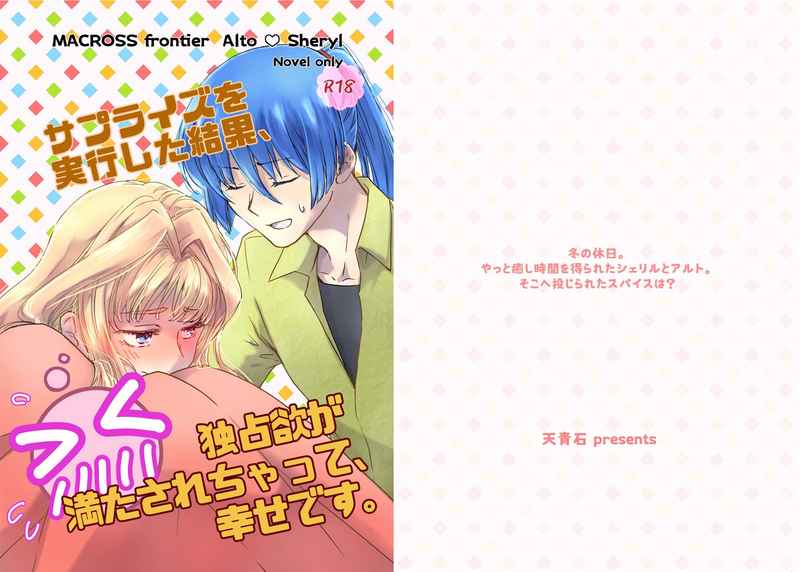 MACROSS frontier Alto ♡ Sheryl
Novel only
R18
サプライズを
実行した結果、
独占欲が
満たされちゃって、
幸せです。
冬の休日。
やっと癒し時間を得られたシェリルとアルト。
そこへ投じられたスパイスは？
天青石 presents